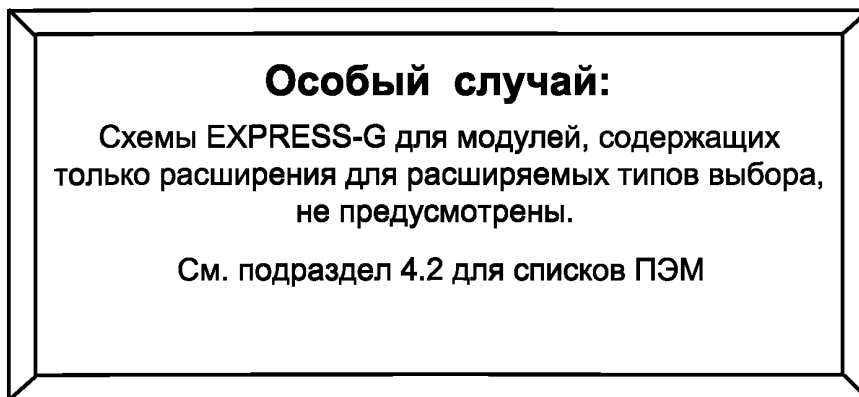 Особый случай:
Схемы EXPRESS-G для модулей, содержащих
только расширения для расширяемых типов выбора,
не предусмотрены.
См. подраздел 4.2 для списков ПЭМ